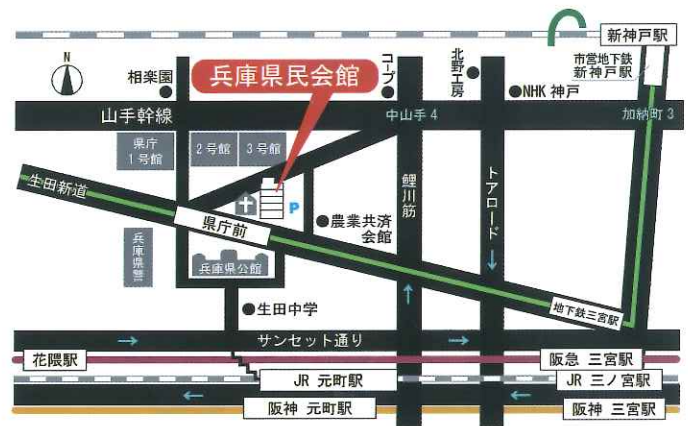 新神戸駅
N
市営地下鉄
新神戸駅
相楽園
兵庫県民会館
コープ
北野工房
NHK 神戸
山手幹線
中山手 4
加納町 3
県庁
1号館
2号館
3号館
生田新道
P
県庁前
農業共済
会館
鯉川筋
トアロード
兵庫県警
兵庫県公館
生田中学
地下鉄三宮駅
サンセット通り
花隈駅
阪急 三宮駅
JR 元町駅
JR 三ノ宮駅
阪神 元町駅
阪神 三宮駅